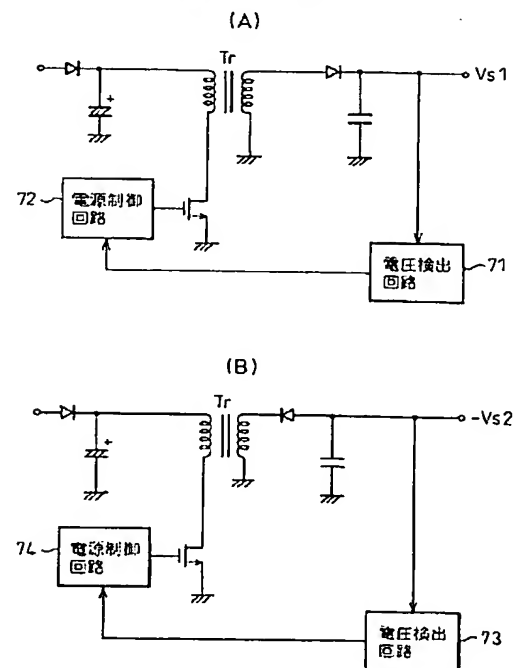 (A)
Tr
Vs1
+
72
電源制御
回路
電圧検出
回路
71
(B)
Tr
-Vs2
+
74
電源制御
回路
電圧検出
回路
73